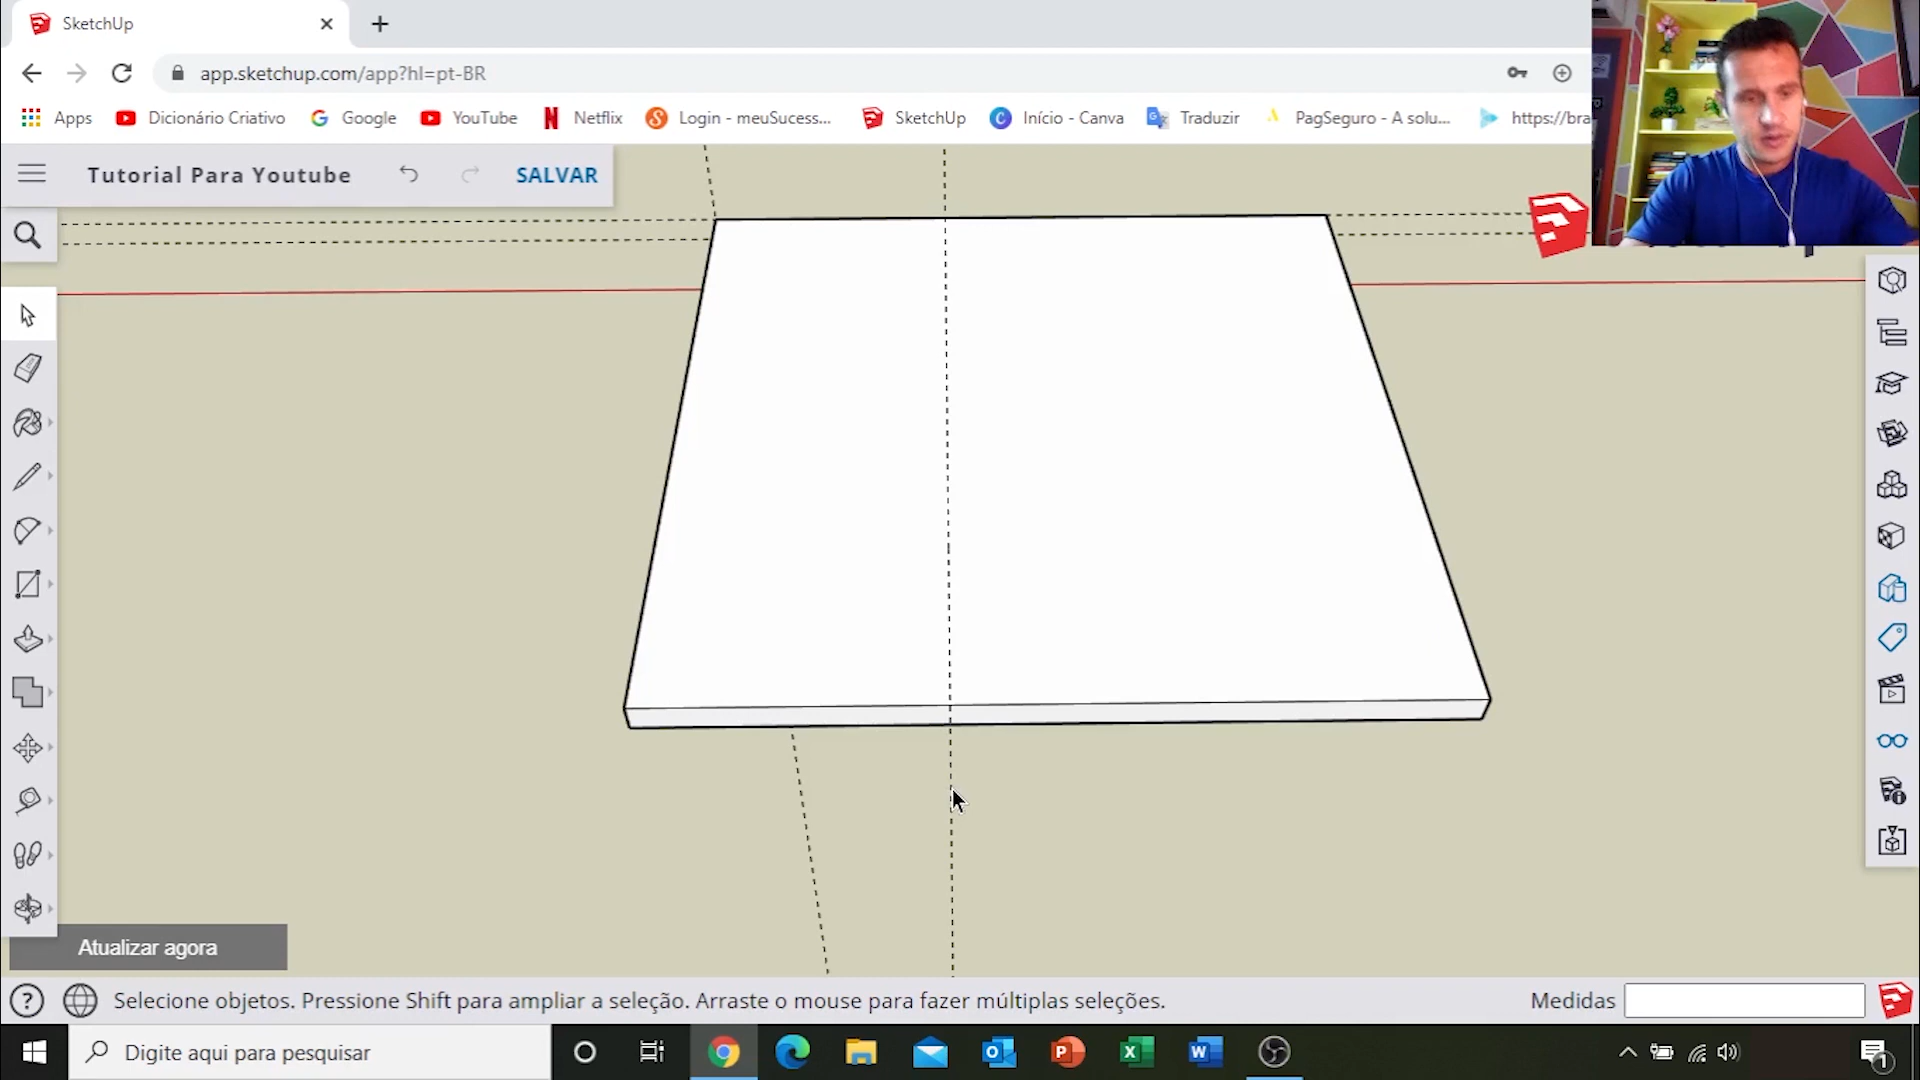 SketchUp
app.sketchup.com/app?hl=pt-BR
Apps Dicionário Criativo Google YouTube Netflix Login - meuSucess... SketchUp Início - Canva Traduzir PagSeguro - A solu... https://bra
Tutorial Para Youtube SALVAR
Atualizar agora
Selecione objetos. Pressione Shift para ampliar a seleção. Arraste o mouse para fazer múltiplas seleções. Medidas
Digite aqui para pesquisar
1